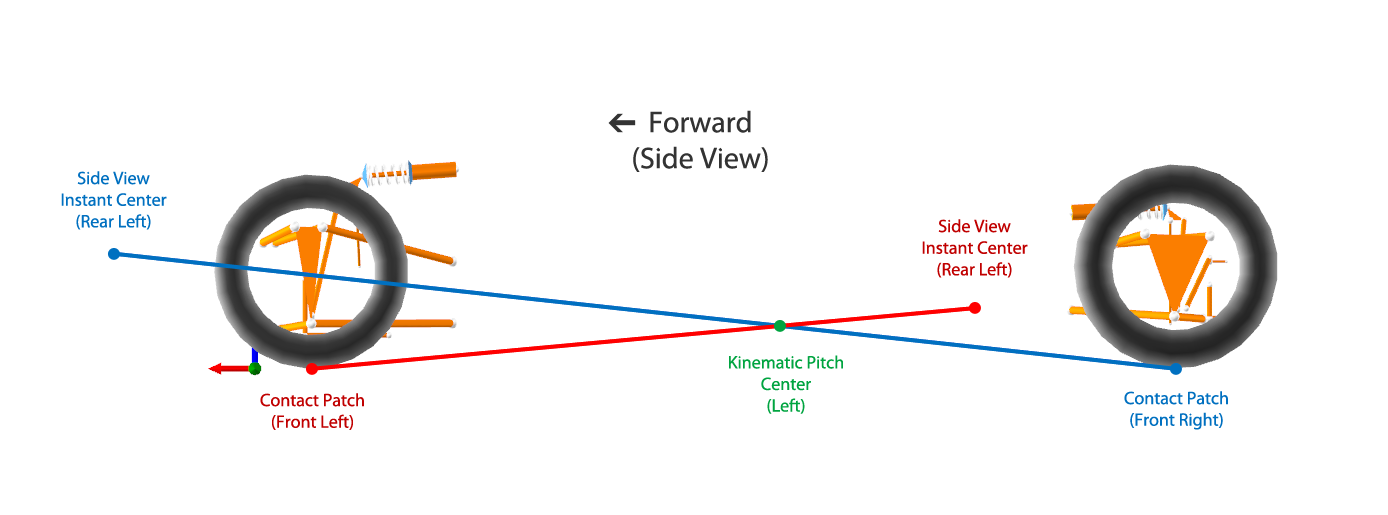 ← Forward
(Side View)
Side View
Instant Center
(Rear Left)
Side View
Instant Center
(Rear Left)
Kinematic Pitch
Center
(Left)
Contact Patch
(Front Left)
Contact Patch
(Front Right)